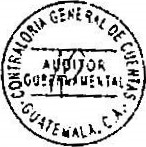 CONTRALORIA GENERAL DE CUENTAS
AUDITOR
GUBERNAMENTAL
GUATEMALA, C.A.